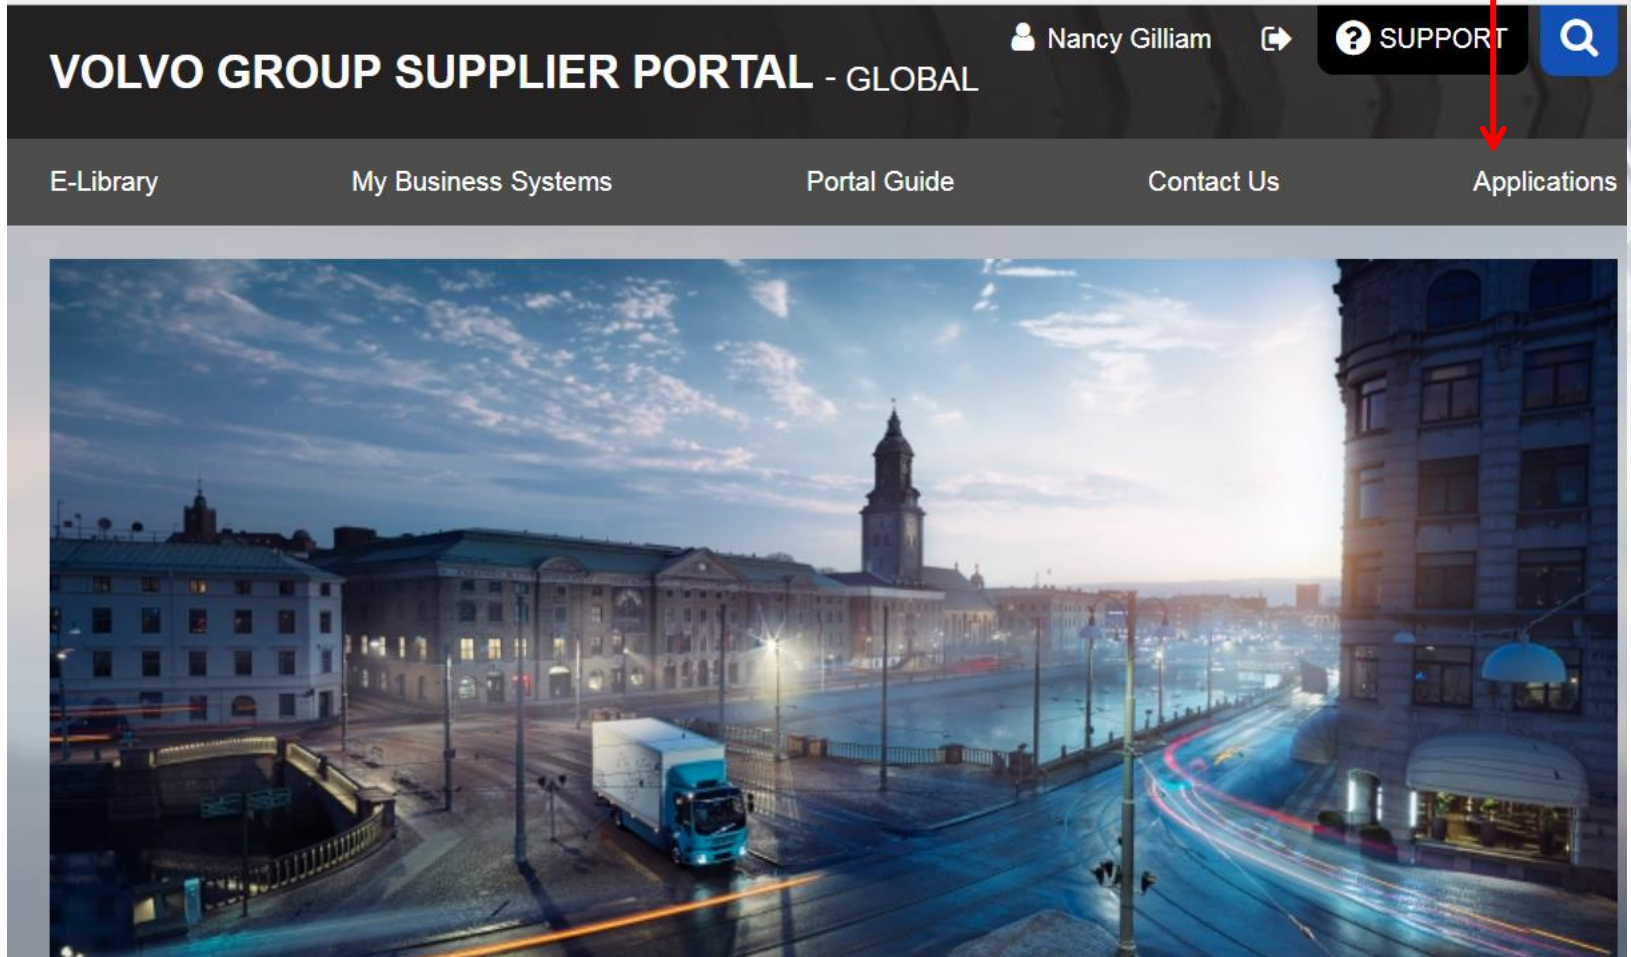 Nancy Gilliam
SUPPORT
VOLVO GROUP SUPPLIER PORTAL - GLOBAL
E-Library My Business Systems Portal Guide Contact Us Applications